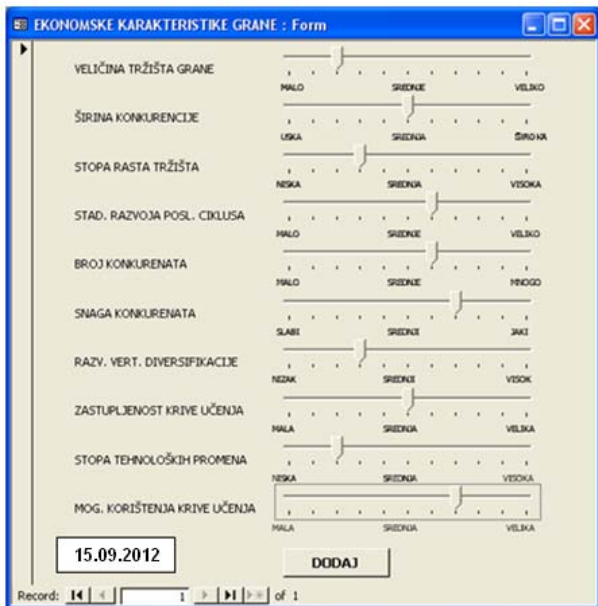 EKONOMSKE KARAKTERISTIKE GRANE : Form
VELIČINA TRŽIŠTA GRANE
MALO SREDNJE VELIKO
ŠIRINA KONKURENCIJE
USKA SREDNJA ŠIROKA
STOPA RASTA TRŽIŠTA
NISKA SREDNJA VISOKA
STAD. RAZVOJA POSL. CIKLUSA
MALO SREDNJE VELIKO
BROJ KONKURENATA
MALO SREDNJE MNOGO
SNAGA KONKURENATA
SLABI SREDNJI JAKI
RAZV. VERT. DIVERSIFIKACIJE
NIZAK SREDNJI VISOK
ZASTUPLJENOST KRIVE UČENJA
MALA SREDNJA VELIKA
STOPA TEHNOLOŠKIH PROMENA
NISKA SREDNJA VISOKA
MOG. KORIŠTENJA KRIVE UČENJA
MALA SREDNJA VELIKA
15.09.2012 DODAJ
Record: 1 of 1